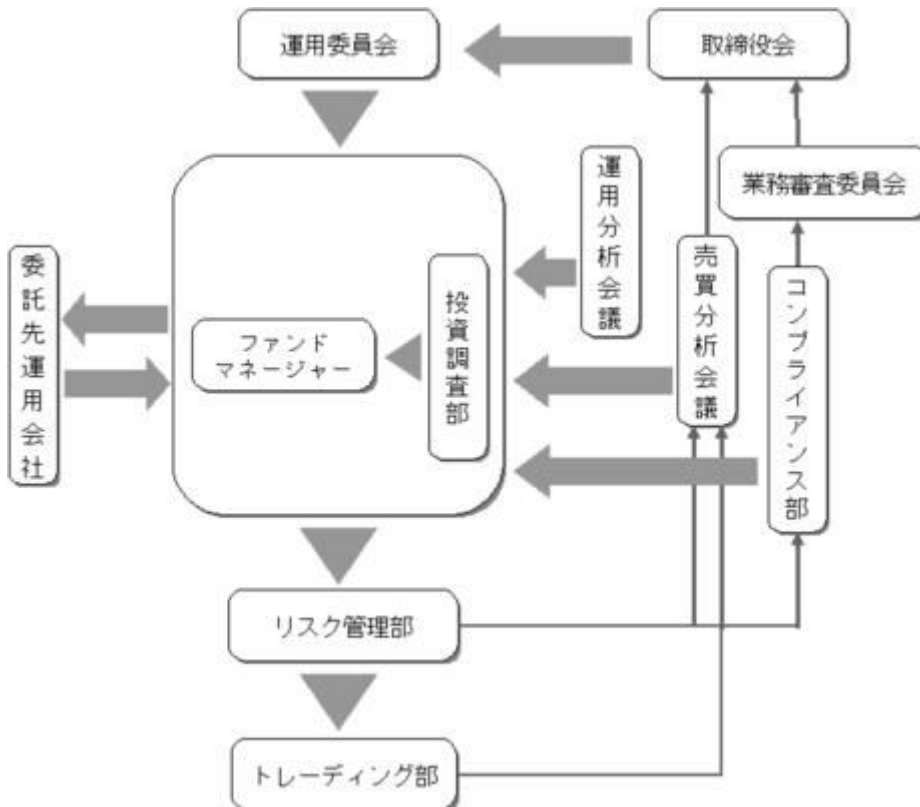 運用委員会
取締役会
運用分析会議
業務審査委員会
委託先運用会社
投資調査部
売買分析会議
コンプライアンス部
ファンド
マネージャー
リスク管理部
トレーディング部